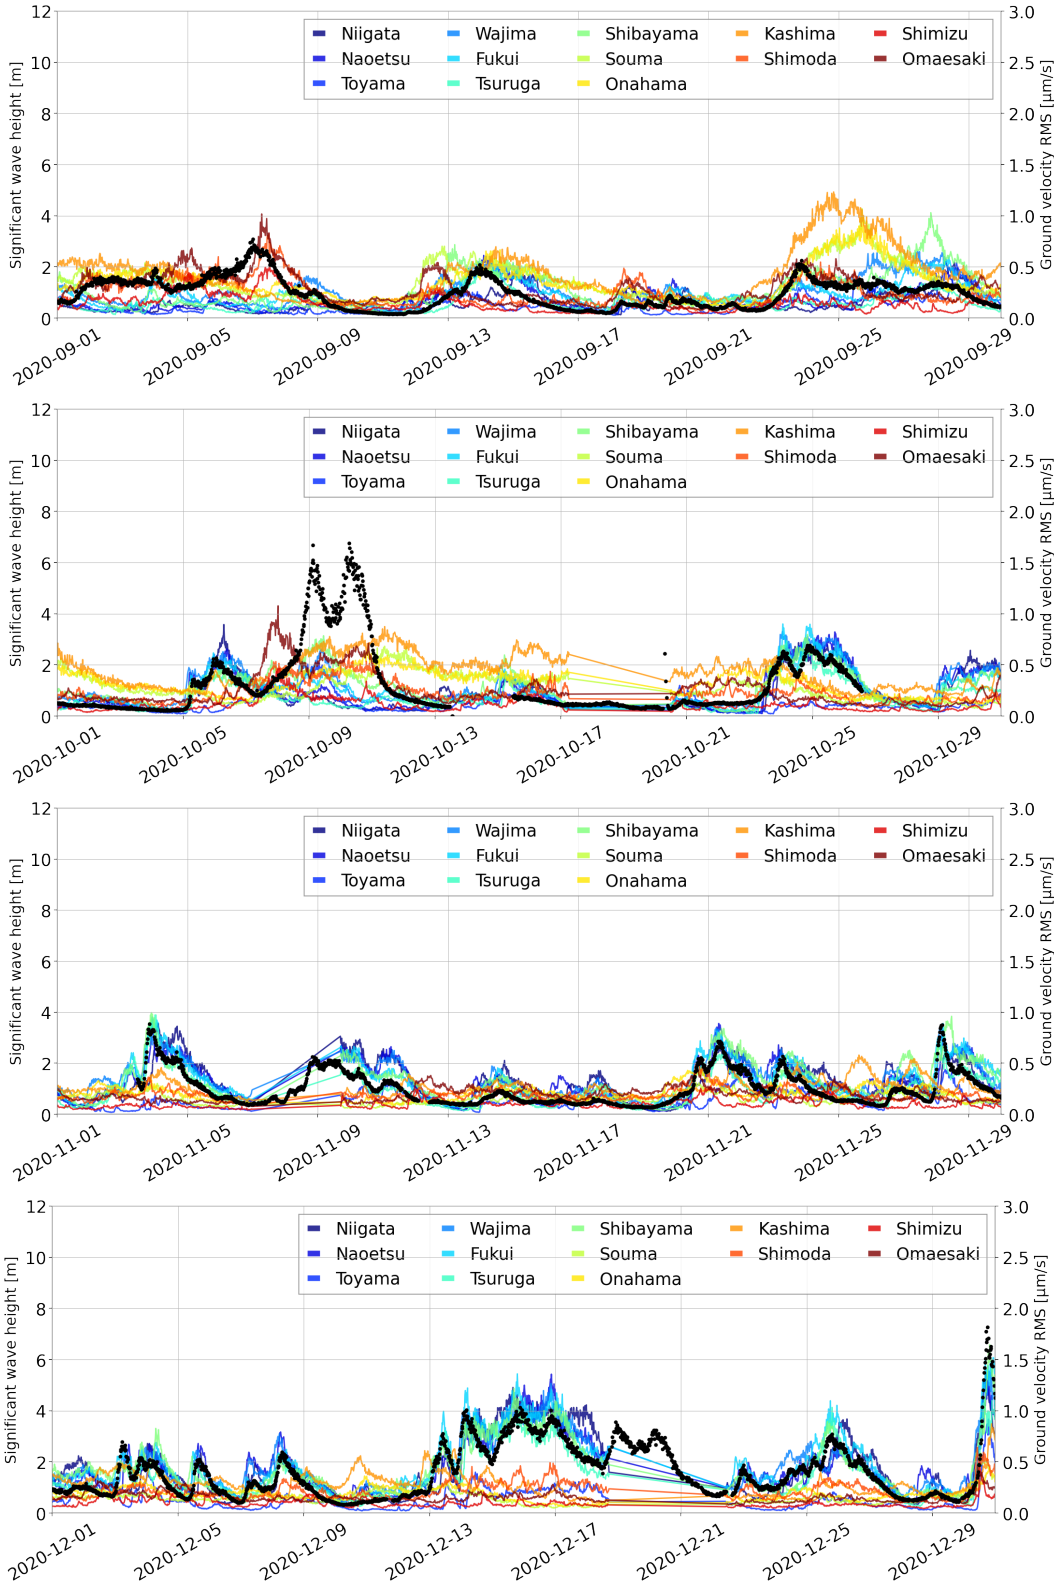 12
10
8
6
4
2
0
Significant wave height [m]
3.0
2.5
2.0
1.5
1.0
0.5
0.0
Ground velocity RMS [μm/s]
Niigata Wajima Shibayama Kashima Shimizu
Naoetsu Fukui Souma Shimoda Omaesaki
Toyama Tsuruga Onahama
2020-09-01 2020-09-05 2020-09-09 2020-09-13 2020-09-17 2020-09-21 2020-09-25 2020-09-29
12
10
8
6
4
2
0
Significant wave height [m]
3.0
2.5
2.0
1.5
1.0
0.5
0.0
Ground velocity RMS [μm/s]
Niigata Wajima Shibayama Kashima Shimizu
Naoetsu Fukui Souma Shimoda Omaesaki
Toyama Tsuruga Onahama
2020-10-01 2020-10-05 2020-10-09 2020-10-13 2020-10-17 2020-10-21 2020-10-25 2020-10-29
12
10
8
6
4
2
0
Significant wave height [m]
3.0
2.5
2.0
1.5
1.0
0.5
0.0
Ground velocity RMS [μm/s]
Niigata Wajima Shibayama Kashima Shimizu
Naoetsu Fukui Souma Shimoda Omaesaki
Toyama Tsuruga Onahama
2020-11-01 2020-11-05 2020-11-09 2020-11-13 2020-11-17 2020-11-21 2020-11-25 2020-11-29
12
10
8
6
4
2
0
Significant wave height [m]
3.0
2.5
2.0
1.5
1.0
0.5
0.0
Ground velocity RMS [μm/s]
Niigata Wajima Shibayama Kashima Shimizu
Naoetsu Fukui Souma Shimoda Omaesaki
Toyama Tsuruga Onahama
2020-12-01 2020-12-05 2020-12-09 2020-12-13 2020-12-17 2020-12-21 2020-12-25 2020-12-29